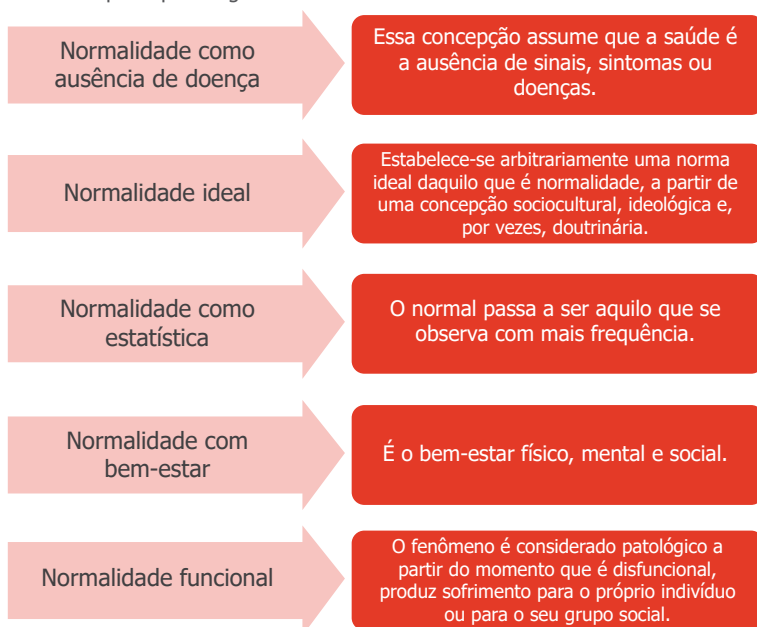 Normalidade como
ausência de doença
Essa concepção assume que a saúde é
a ausência de sinais, sintomas ou
doenças.
Normalidade ideal
Estabelece-se arbitrariamente uma norma
ideal daquilo que é normalidade, a partir de
uma concepção sociocultural, ideológica e,
por vezes, doutrinária.
Normalidade como
estatística
O normal passa a ser aquilo que se
observa com mais frequência.
Normalidade com
bem-estar
É o bem-estar físico, mental e social.
Normalidade funcional
O fenômeno é considerado patológico a
partir do momento que é disfuncional,
produz sofrimento para o próprio indivíduo
ou para o seu grupo social.